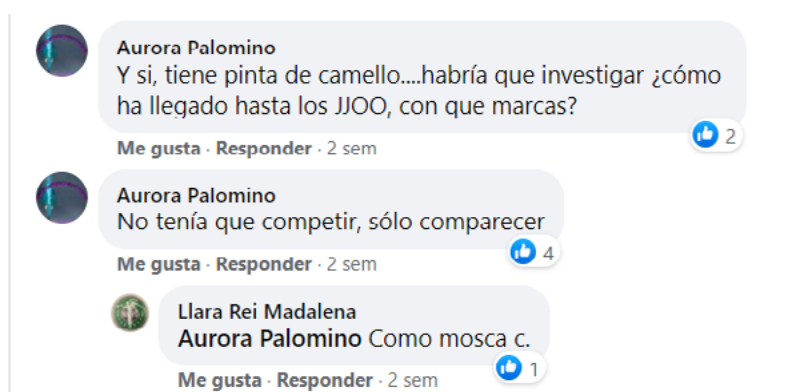 Aurora Palomino
Y si, tiene pinta de camello....habría que investigar ¿cómo
ha llegado hasta los JJOO, con que marcas?
2
Me gusta · Responder · 2 sem
Aurora Palomino
No tenía que competir, sólo comparecer
4
Me gusta · Responder · 2 sem
Llara Rei Madalena
Aurora Palomino Como mosca c.
1
Me gusta · Responder · 2 sem